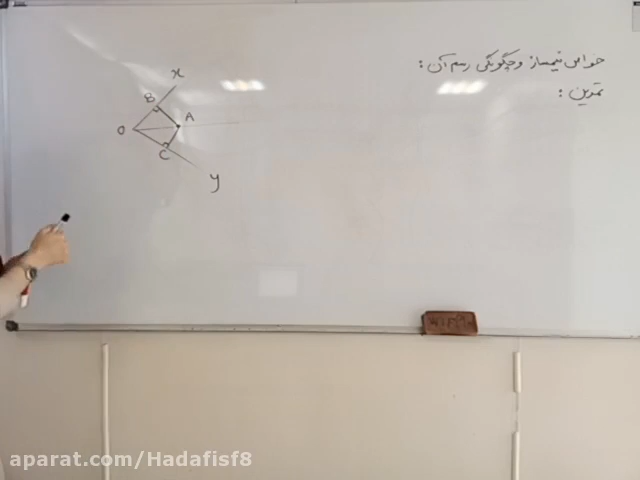 خواص نیمساز و چگونگی رسم آن :
تمرین :
x
B
A
O
C
y
aparat.com/Hadafisf8